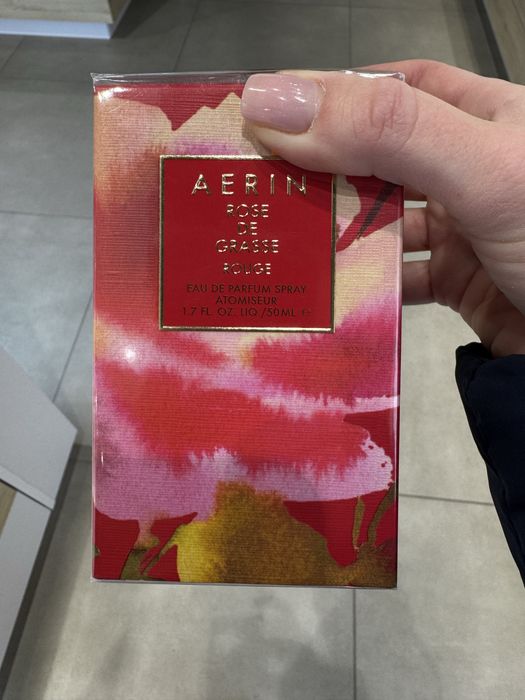 AERIN
ROSE
DE
GRASSE
ROUGE
EAU DE PARFUM SPRAY
ATOMISEUR
1.7 FL. OZ. LIQ./50ML ℮